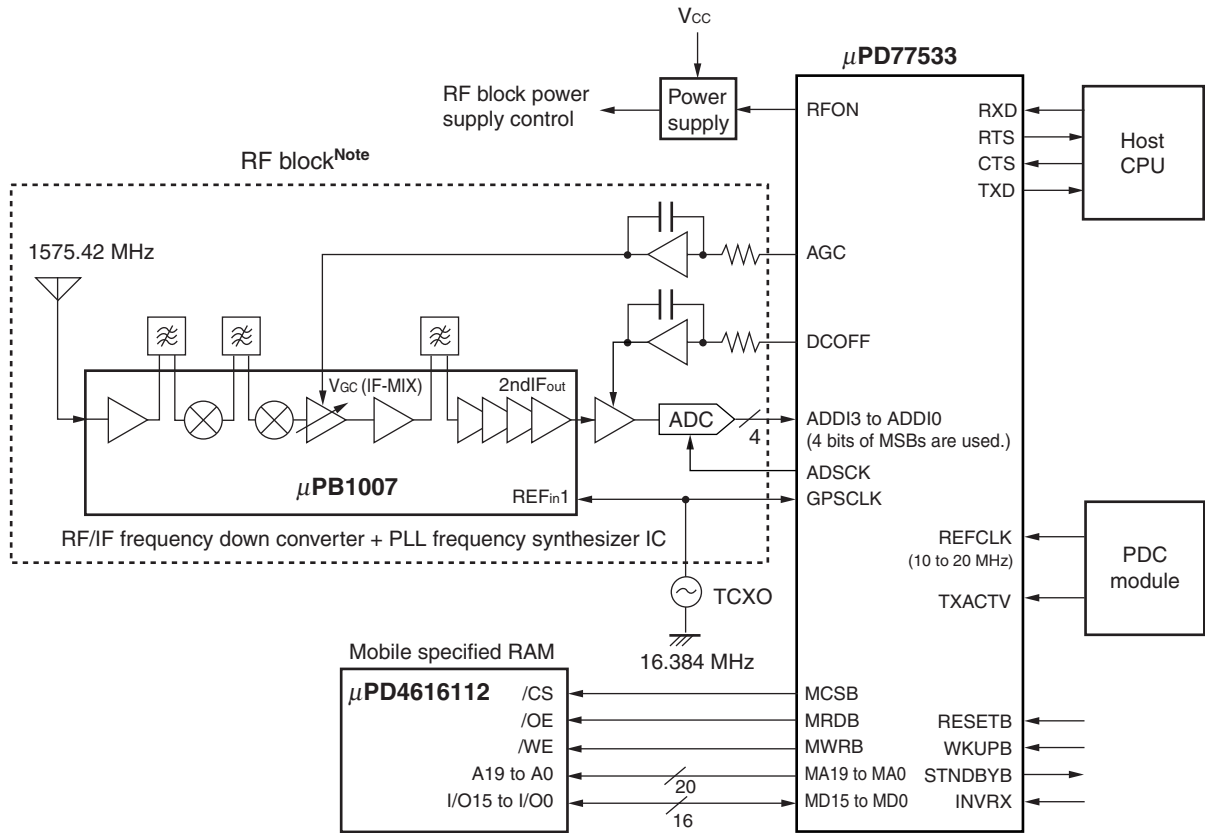 VCC
μPD77533
RF block power
supply control
Power
supply
RFON
RXD
RTS
CTS
TXD
Host
CPU
RF blockNote
1575.42 MHz
AGC
DCOFF
VGC (IF-MIX)
2ndIFout
ADC
4
ADDI3 to ADDI0
(4 bits of MSBs are used.)
ADSCK
μPB1007
REFin1
GPSCLK
RF/IF frequency down converter + PLL frequency synthesizer IC
REFCLK
(10 to 20 MHz)
TXACTV
PDC
module
TCXO
16.384 MHz
Mobile specified RAM
μPD4616112
/CS
MCSB
/OE
MRDB
/WE
MWRB
A19 to A0
20
MA19 to MA0
I/O15 to I/O0
16
MD15 to MD0
RESETB
WKUPB
STNDBYB
INVRX